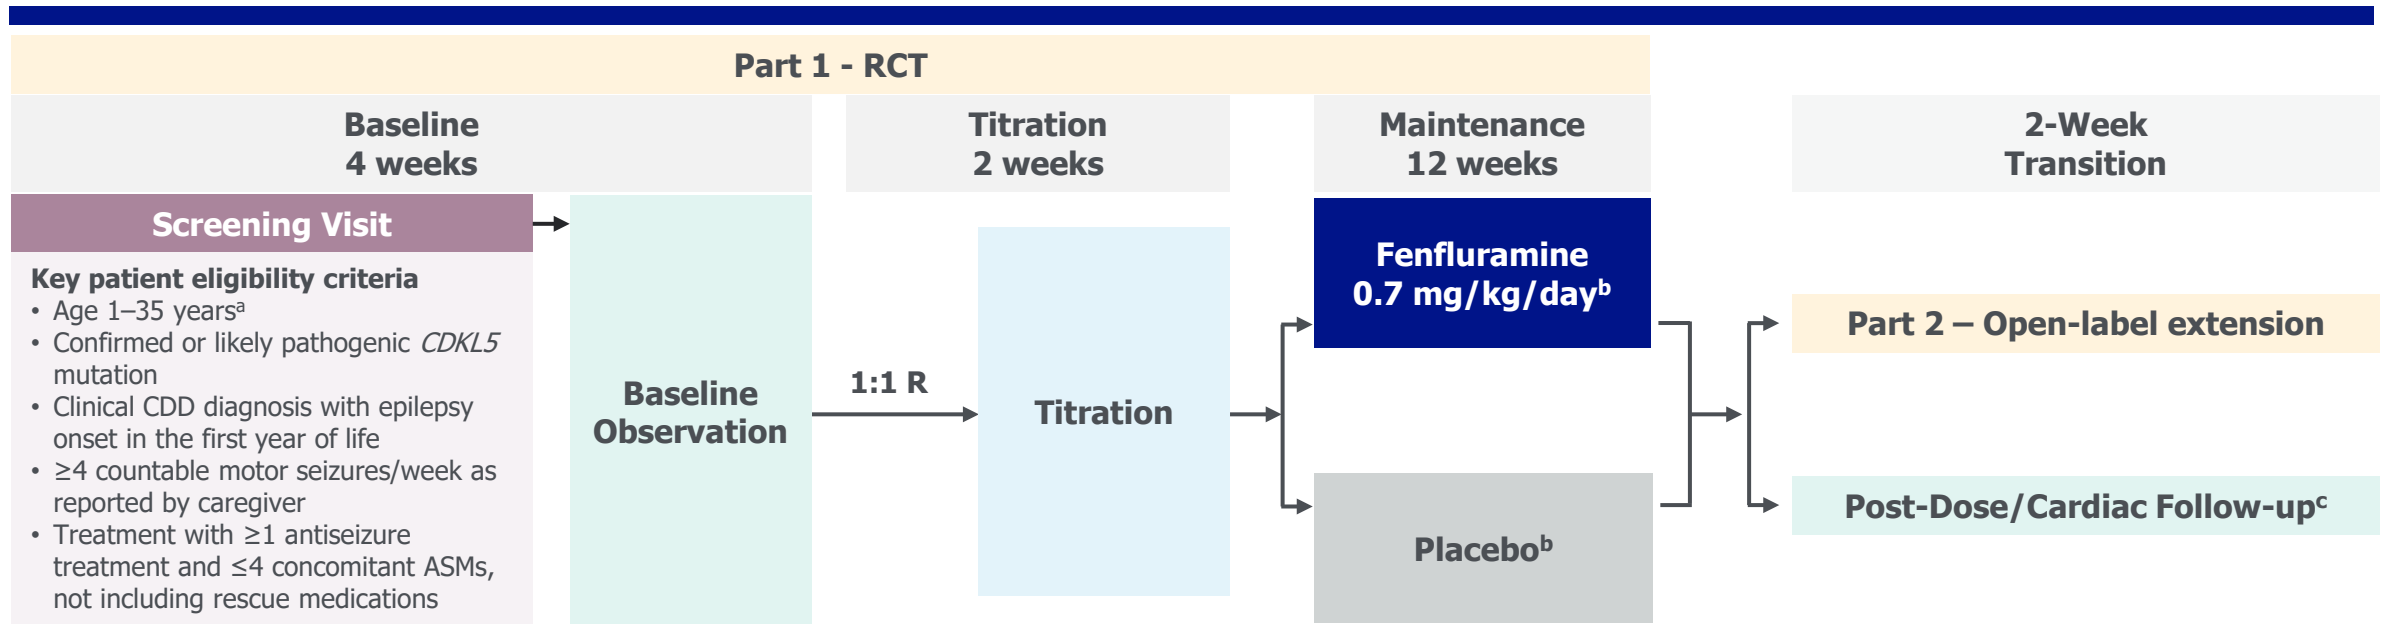 Part 1 - RCT
Baseline
4 weeks
Titration
2 weeks
Maintenance
12 weeks
2-Week
Transition
Screening Visit
Key patient eligibility criteria
• Age 1–35 yearsᵃ
• Confirmed or likely pathogenic CDKL5
mutation
• Clinical CDD diagnosis with epilepsy
onset in the first year of life
• ≥4 countable motor seizures/week as
reported by caregiver
• Treatment with ≥1 antiseizure
treatment and ≤4 concomitant ASMs,
not including rescue medications
Baseline
Observation
1:1 R
Titration
Fenfluramine
0.7 mg/kg/dayᵇ
Placeboᵇ
Part 2 – Open-label extension
Post-Dose/Cardiac Follow-upᶜ